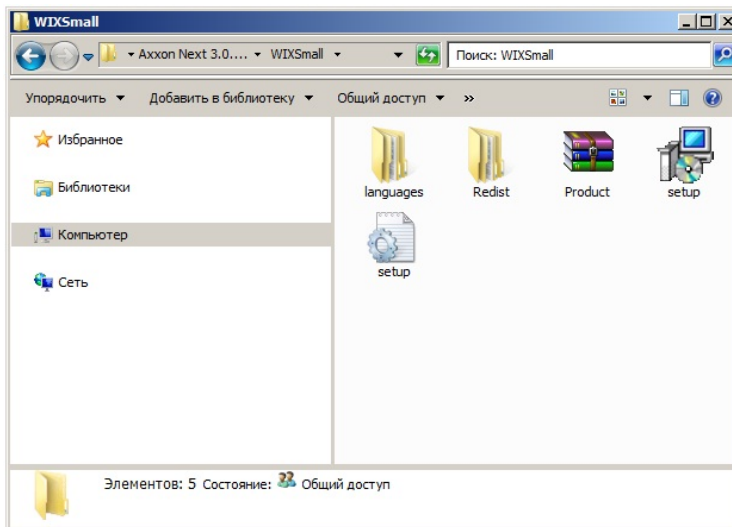 WIXSmall
Axxon Next 3.0.... WIXSmall Поиск: WIXSmall
Упорядочить Добавить в библиотеку Общий доступ »
Избранное
Библиотеки
Компьютер
Сеть
languages Redist Product setup
setup
Элементов: 5 Состояние: Общий доступ